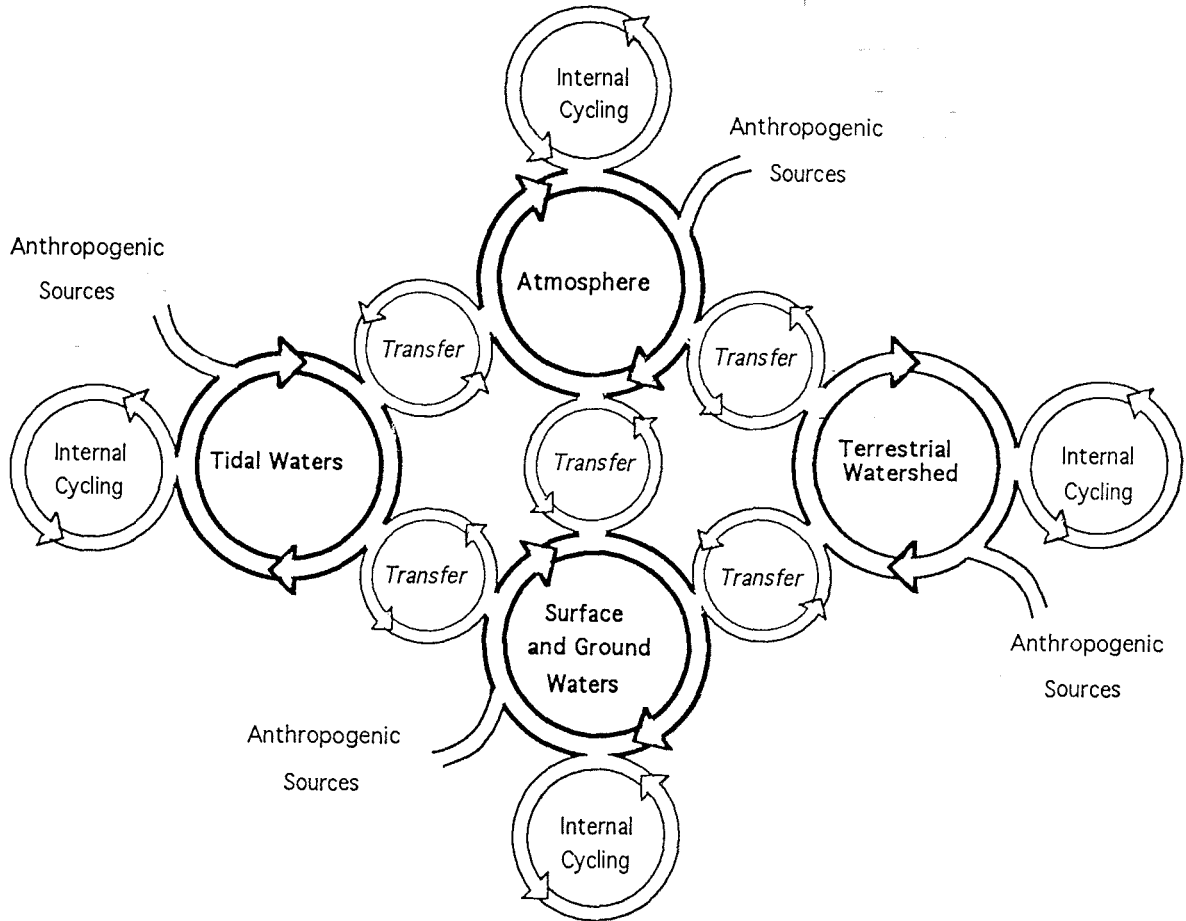 Internal
Cycling
Anthropogenic
Sources
Anthropogenic
Sources
Atmosphere
Transfer
Transfer
Internal
Cycling
Tidal Waters
Transfer
Terrestrial
Watershed
Internal
Cycling
Transfer
Transfer
Surface
and Ground
Waters
Anthropogenic
Sources
Anthropogenic
Sources
Internal
Cycling